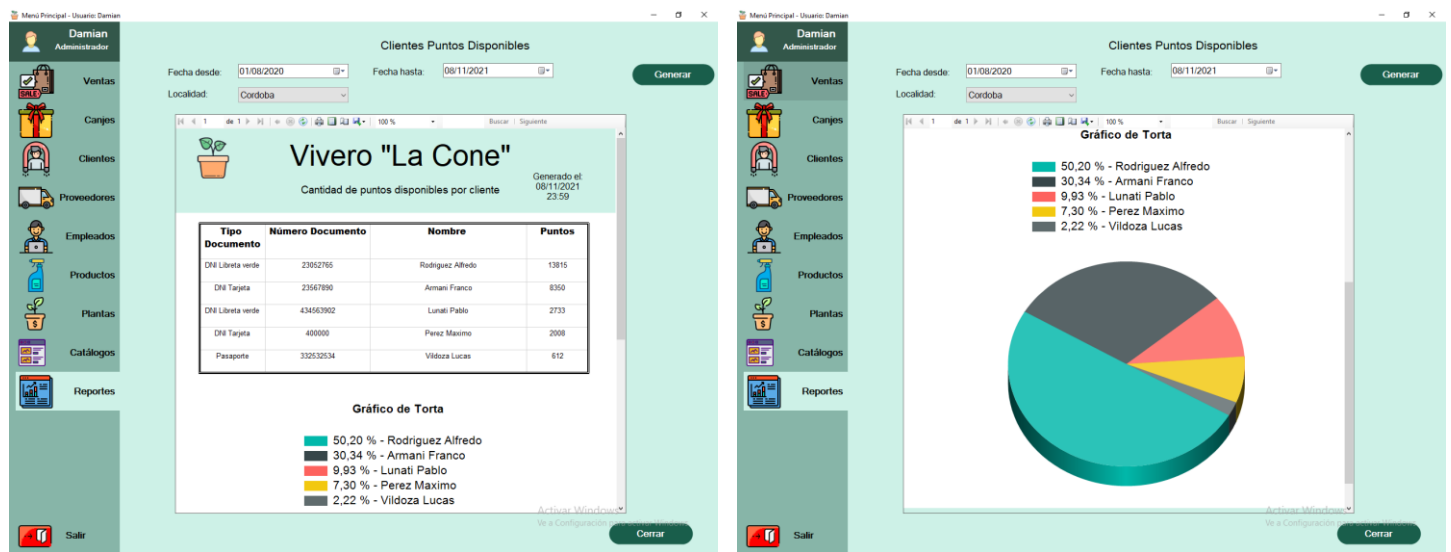 Menú Principal - Usuario: Damian
Damian
Administrador
Ventas
Canjes
Clientes
Proveedores
Empleados
Productos
Plantas
Catálogos
Reportes
Salir
Clientes Puntos Disponibles
Fecha desde: 01/08/2020 Fecha hasta: 08/11/2021
Generar
Localidad: Cordoba
1 de 1 100 % Buscar | Siguiente
Vivero "La Cone"
Cantidad de puntos disponibles por cliente
Generado el:
08/11/2021
23:59
Tipo Documento Número Documento Nombre Puntos
DNI Libreta verde 23052765 Rodriguez Alfredo 13815
DNI Tarjeta 23567890 Armani Franco 8350
DNI Libreta verde 434563902 Lunati Pablo 2733
DNI Tarjeta 400000 Perez Maximo 2008
Pasaporte 332532534 Vildoza Lucas 612
Gráfico de Torta
50,20 % - Rodriguez Alfredo
30,34 % - Armani Franco
9,93 % - Lunati Pablo
7,30 % - Perez Maximo
2,22 % - Vildoza Lucas
Activar Windows
Ve a Configuración
Cerrar
Menú Principal - Usuario: Damian
Damian
Administrador
Ventas
Canjes
Clientes
Proveedores
Empleados
Productos
Plantas
Catálogos
Reportes
Salir
Clientes Puntos Disponibles
Fecha desde: 01/08/2020 Fecha hasta: 08/11/2021
Generar
Localidad: Cordoba
1 de 1 100 % Buscar | Siguiente
Gráfico de Torta
50,20 % - Rodriguez Alfredo
30,34 % - Armani Franco
9,93 % - Lunati Pablo
7,30 % - Perez Maximo
2,22 % - Vildoza Lucas
Activar Windows
Ve a Configuración
Cerrar